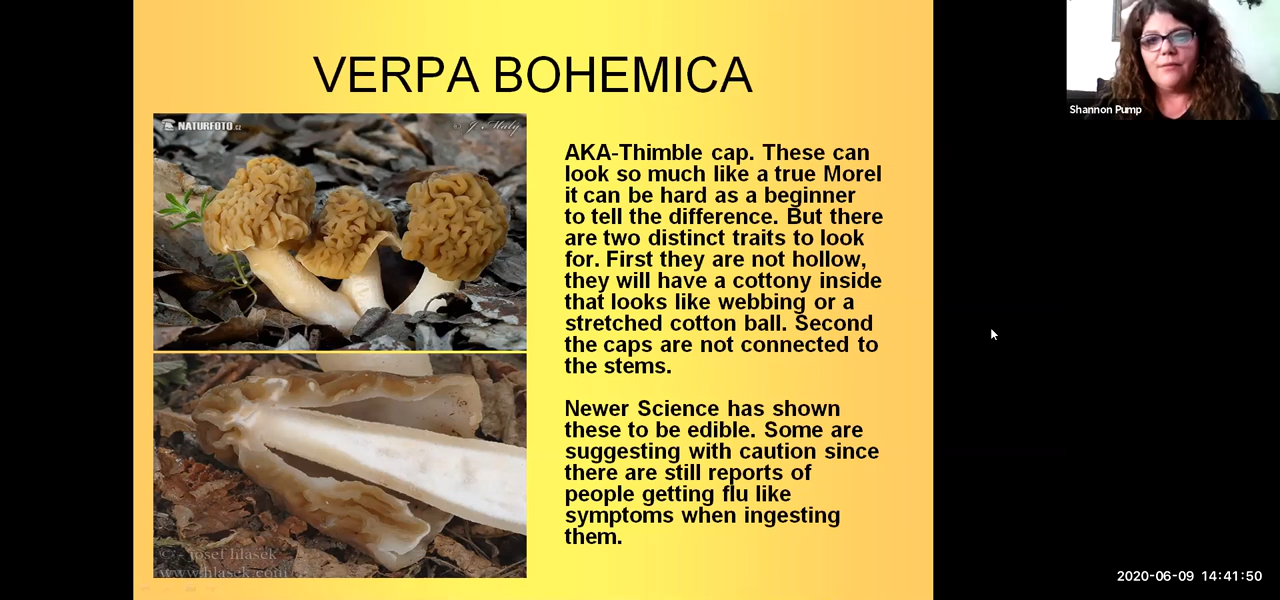 VERPA BOHEMICA
NATURFOTO.cz
© J. Maly
AKA-Thimble cap. These can
look so much like a true Morel
it can be hard as a beginner
to tell the difference. But there
are two distinct traits to look
for. First they are not hollow,
they will have a cottony inside
that looks like webbing or a
stretched cotton ball. Second
the caps are not connected to
the stems.
Newer Science has shown
these to be edible. Some are
suggesting with caution since
there are still reports of
people getting flu like
symptoms when ingesting
them.
© - josef hlasek
www.hlasek.com
Shannon Pump
2020-06-09 14:41:50